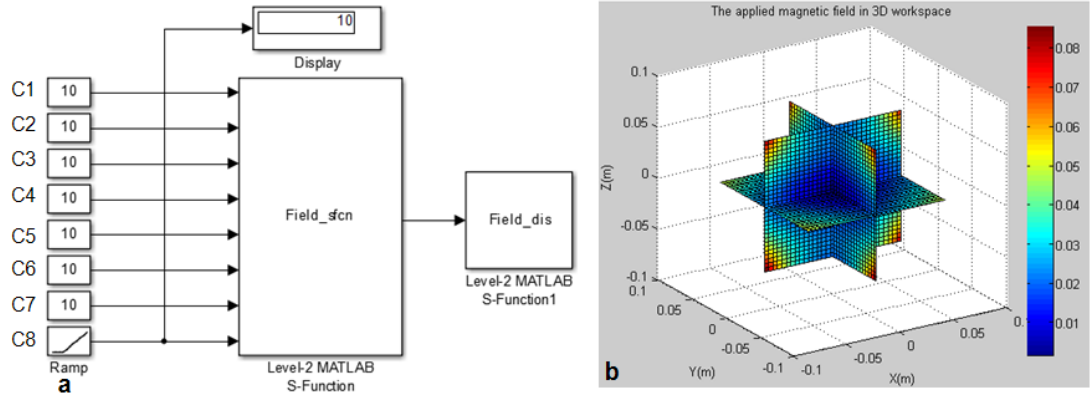 10
Display
C1 10
C2 10
C3 10
C4 10
C5 10
C6 10
C7 10
C8
Ramp
a
Field_sfcn
Level-2 MATLAB
S-Function
Field_dis
Level-2 MATLAB
S-Function1
The applied magnetic field in 3D workspace
0.1
0.05
0
-0.05
-0.1
Z(m)
0.1
0.05
0
-0.05
-0.1
Y(m)
-0.1
-0.05
0
0.05
0.
X(m)
0.08
0.07
0.06
0.05
0.04
0.03
0.02
0.01
b